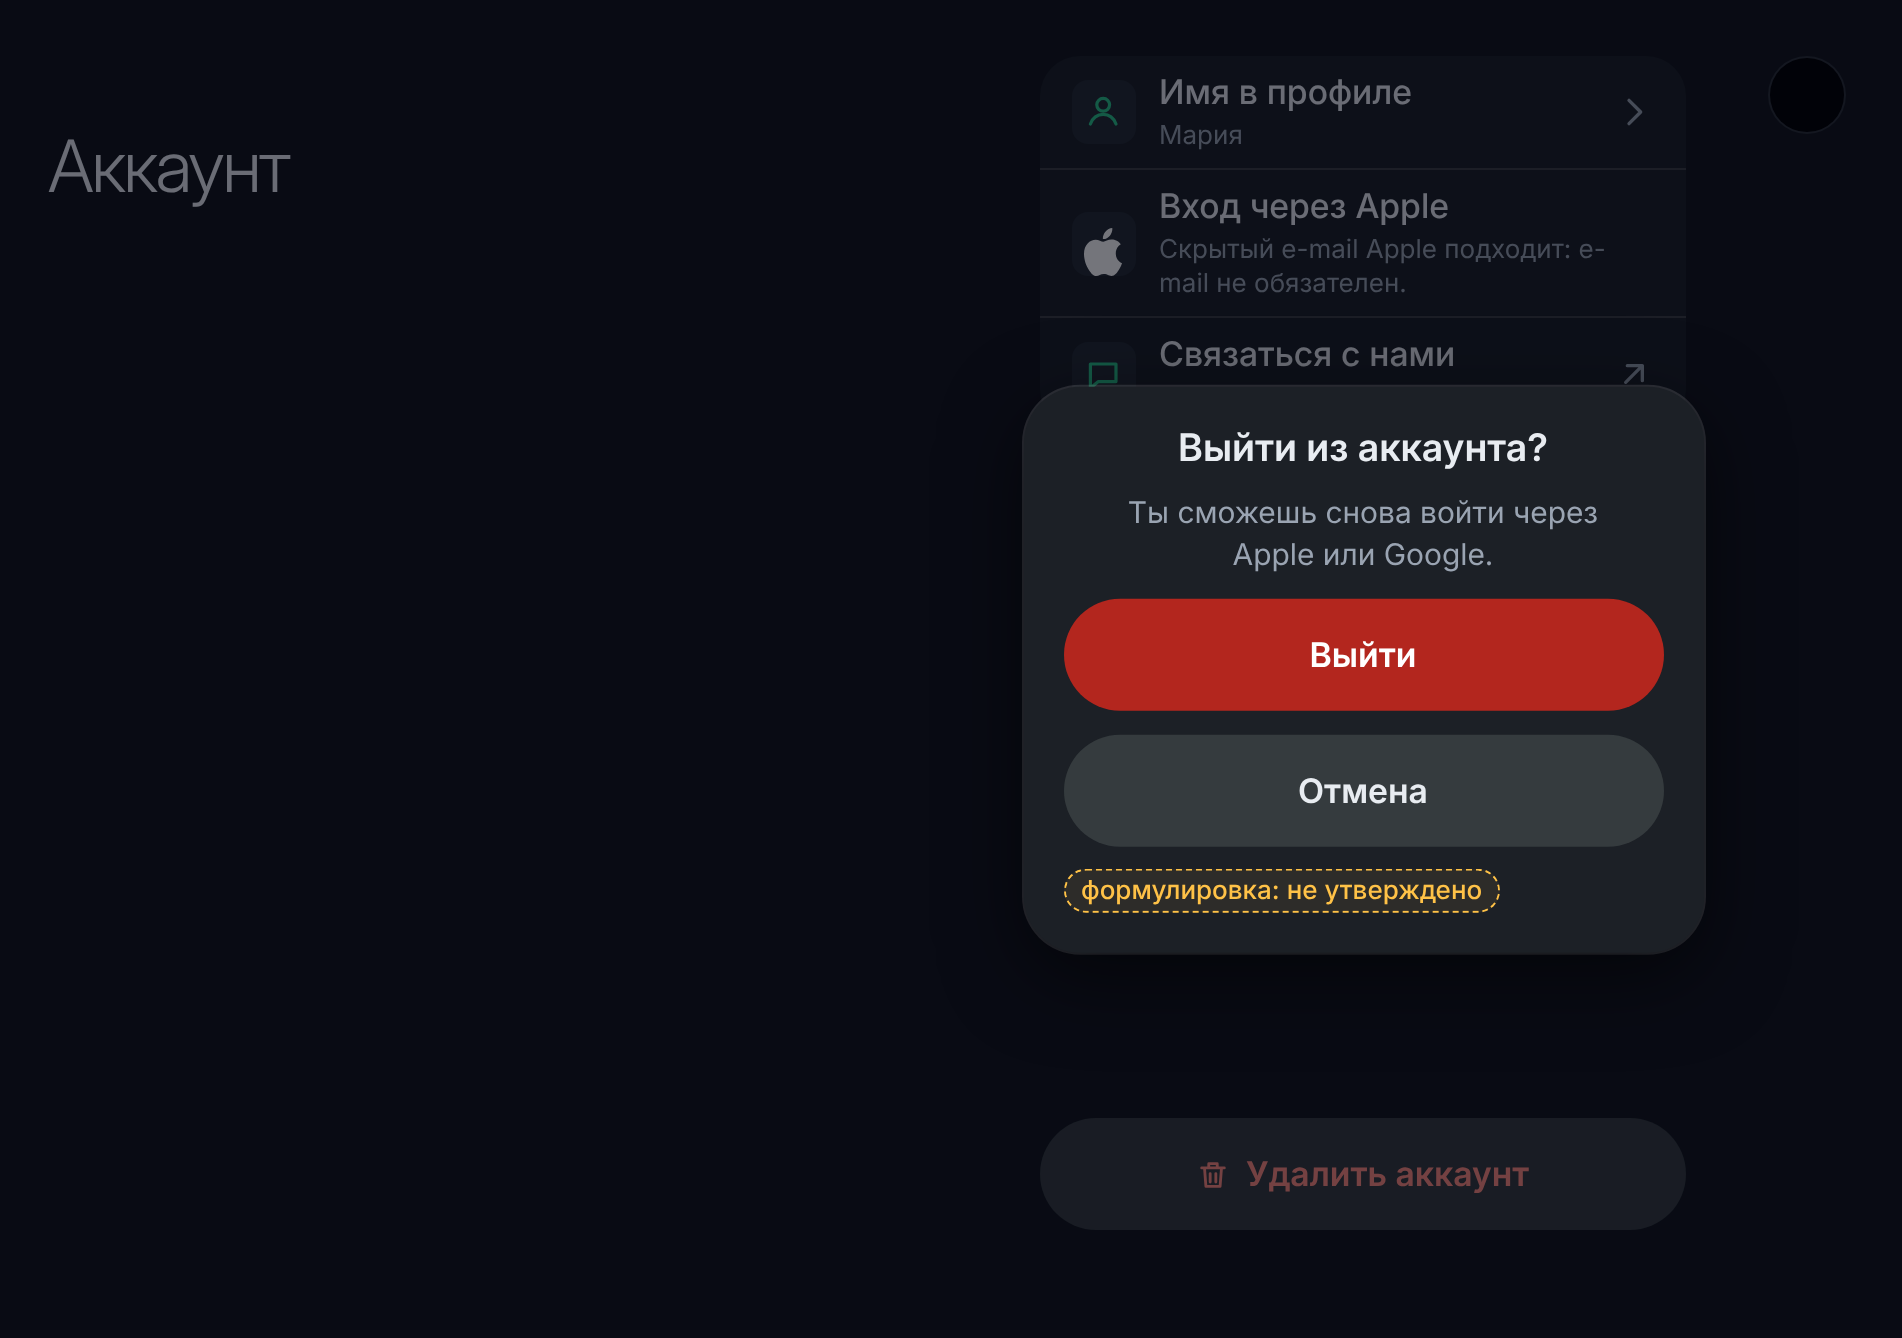 Аккаунт
Имя в профиле
Мария
Вход через Apple
Скрытый e-mail Apple подходит: e-
mail не обязателен.
Связаться с нами
Выйти из аккаунта?
Ты сможешь снова войти через
Apple или Google.
Выйти
Отмена
формулировка: не утверждено
Удалить аккаунт